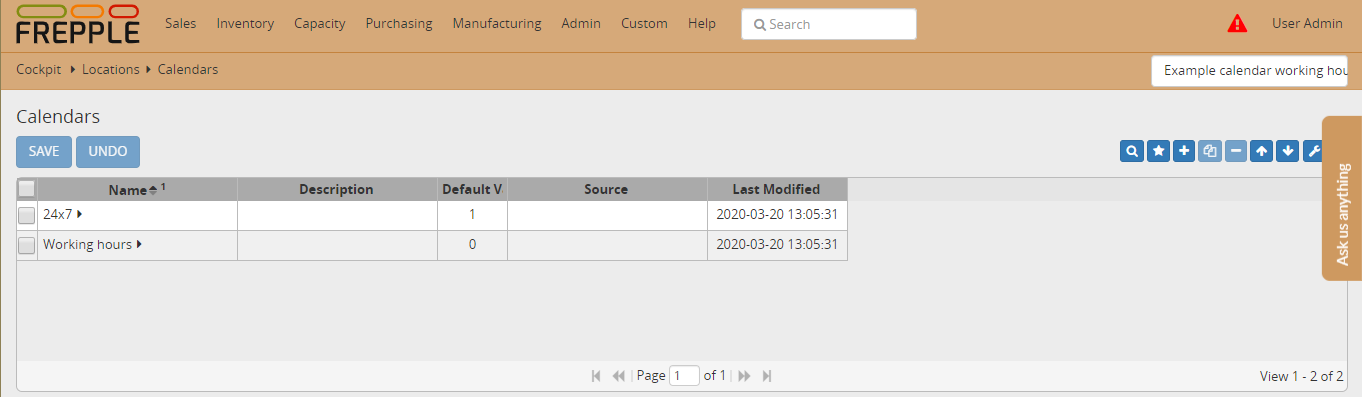 FREPPLE
Sales Inventory Capacity Purchasing Manufacturing Admin Custom Help Search User Admin
Cockpit Locations Calendars Example calendar working hou
Calendars
SAVE UNDO
Name 1 Description Default V Source Last Modified
24x7 1 2020-03-20 13:05:31
Working hours 0 2020-03-20 13:05:31
Ask us anything
Page 1 of 1 View 1 - 2 of 2